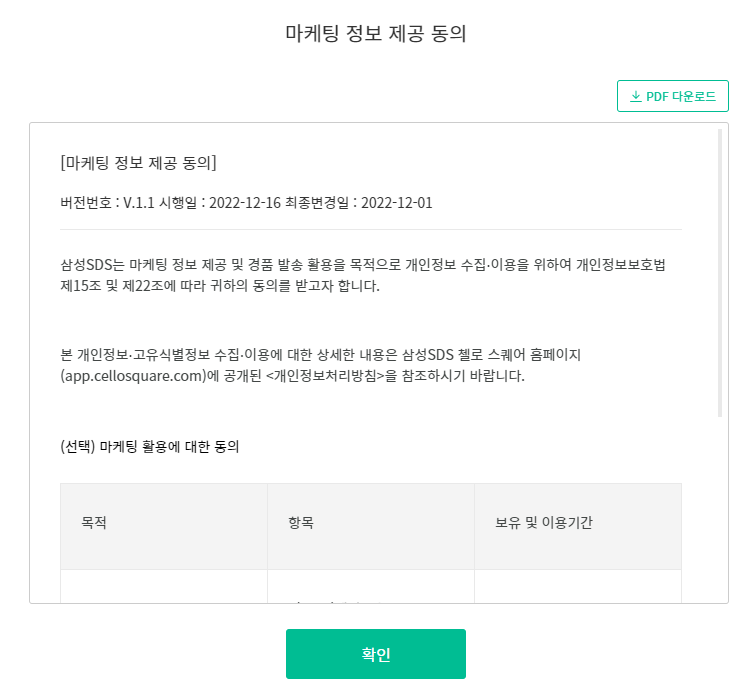 마케팅 정보 제공 동의
PDF 다운로드
[마케팅 정보 제공 동의]
버전번호 : V.1.1 시행일 : 2022-12-16 최종변경일 : 2022-12-01
삼성SDS는 마케팅 정보 제공 및 경품 발송 활용을 목적으로 개인정보 수집·이용을 위하여 개인정보보호법
제15조 및 제22조에 따라 귀하의 동의를 받고자 합니다.
본 개인정보·고유식별정보 수집·이용에 대한 상세한 내용은 삼성SDS 첼로 스퀘어 홈페이지
(app.cellosquare.com)에 공개된 <개인정보처리방침>을 참조하시기 바랍니다.
(선택) 마케팅 활용에 대한 동의
목적
항목
보유 및 이용기간
확인